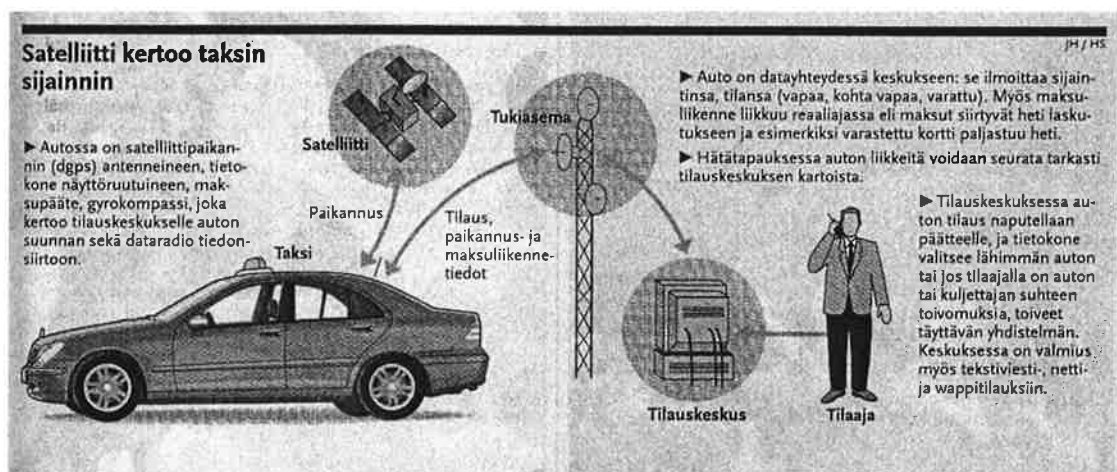 JH / HS
Satelliitti kertoo taksin
sijainnin
► Autossa on satelliittipaikan-
nin (dgps) antenneineen, tieto-
kone näyttöruutuineen, mak-
supääte, gyrokompassi, joka
kertoo tilauskeskukselle auton
suunnan sekä dataradio tiedon-
siirtoon.
Satelliitti
Tukiasema
Paikannus
Tilaus,
paikannus- ja
maksuliikenne-
tiedot
Taksi
► Auto on datayhteydessä keskukseen: se ilmoittaa sijain-
tinsa, tilansa (vapaa, kohta vapaa, varattu). Myös maksu-
liikenne liikkuu reaaliajassa eli maksut siirtyvät heti lasku-
tukseen ja esimerkiksi varastettu kortti paljastuu heti.
► Hätätapauksessa auton liikkeitä voidaan seurata tarkasti
tilauskeskuksen kartoista.
► Tilauskeskuksessa au-
ton tilaus naputellaan
päätteelle, ja tietokone
valitsee lähimmän auton
tai jos tilaajalla on auton
tai kuljettajan suhteen
toivomuksia, toiveet
täyttävän yhdistelmän.
Keskuksessa on valmius
myös tekstiviesti-, netti-
ja wappitilauksiin.
Tilauskeskus
Tilaaja